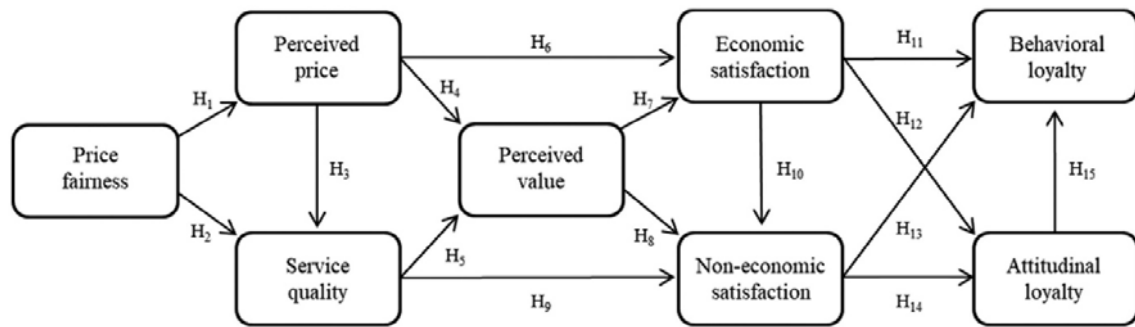 Perceived
price
H₆
Economic
satisfaction
H₁₁
Behavioral
loyalty
H₁
H₄
H₇
H₁₂
Price
fairness
H₃
Perceived
value
H₁₀
H₁₅
H₂
H₅
H₈
H₁₃
Service
quality
H₉
Non-economic
satisfaction
H₁₄
Attitudinal
loyalty